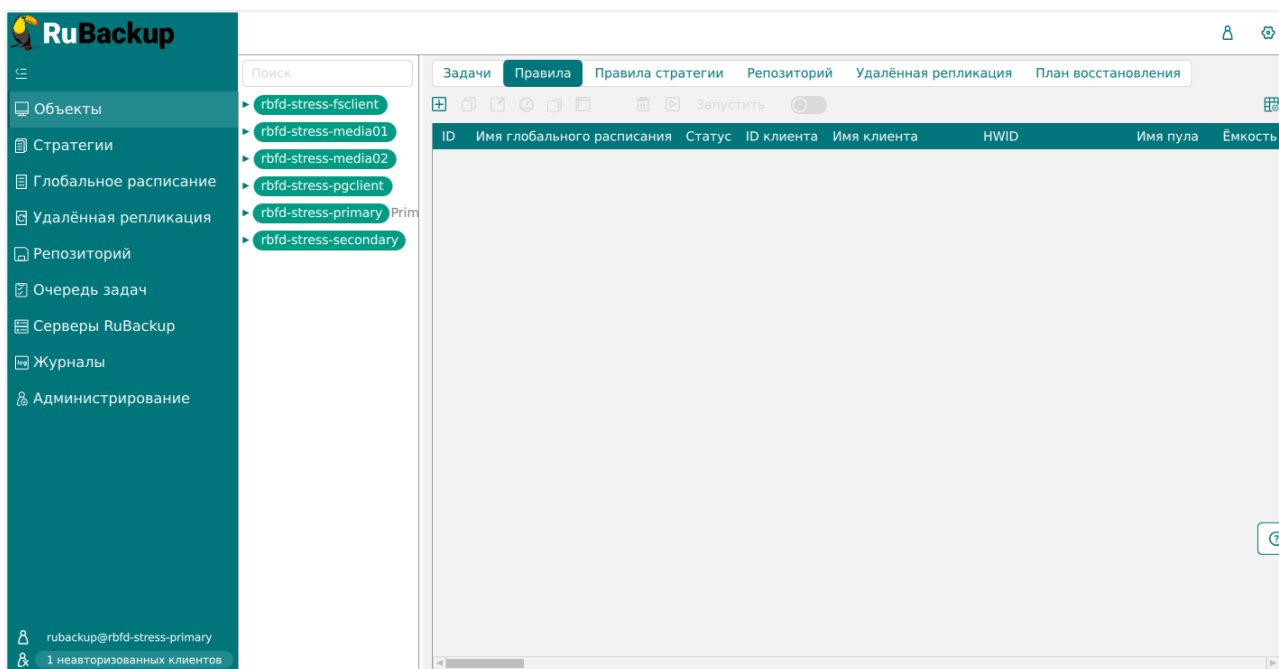 RuBackup
Объекты
Стратегии
Глобальное расписание
Удалённая репликация
Репозиторий
Очередь задач
Серверы RuBackup
Журналы
Администрирование
rubackup@rbfd-stress-primary
1 неавторизованных клиентов
Поиск
rbfd-stress-fsclient
rbfd-stress-media01
rbfd-stress-media02
rbfd-stress-pgclient
rbfd-stress-primary Prim
rbfd-stress-secondary
Задачи Правила Правила стратегии Репозиторий Удалённая репликация План восстановления
Запустить
ID Имя глобального расписания Статус ID клиента Имя клиента HWID Имя пула Ёмкость